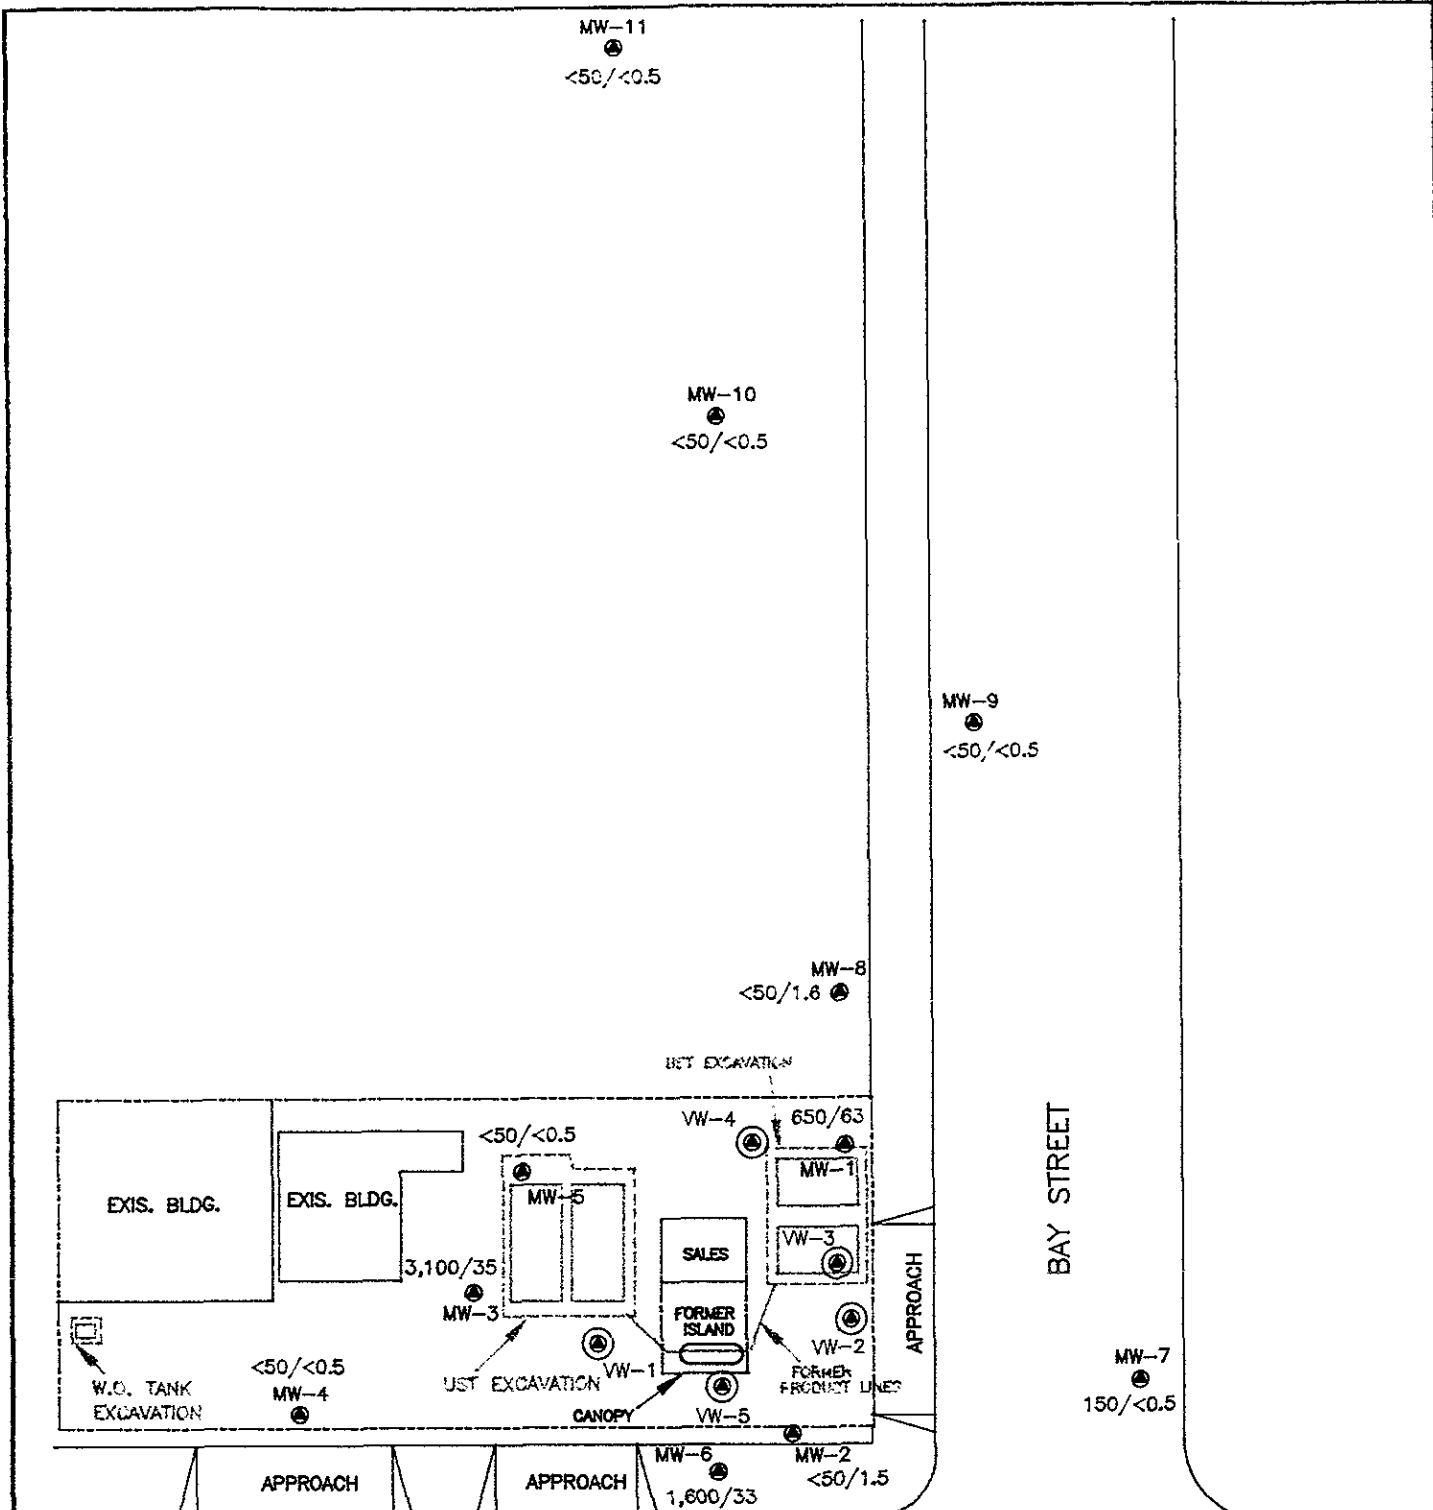 MW-11
<50/<0.5
MW-10
<50/<0.5
MW-9
<50/<0.5
MW-8
<50/1.6
UST EXCAVATION
VW-4
650/63
MW-1
<50/<0.5
MW-5
EXIS. BLDG.
EXIS. BLDG.
SALES
VW-3
BAY STREET
3,100/35
MW-3
FORMER
ISLAND
APPROACH
VW-2
VW-1
FORMER
PRODUCT LINES
MW-7
150/<0.5
W.O. TANK
EXCAVATION
<50/<0.5
MW-4
UST EXCAVATION
CANOPY
VW-5
MW-6
1,600/33
MW-2
<50/1.5
APPROACH
APPROACH